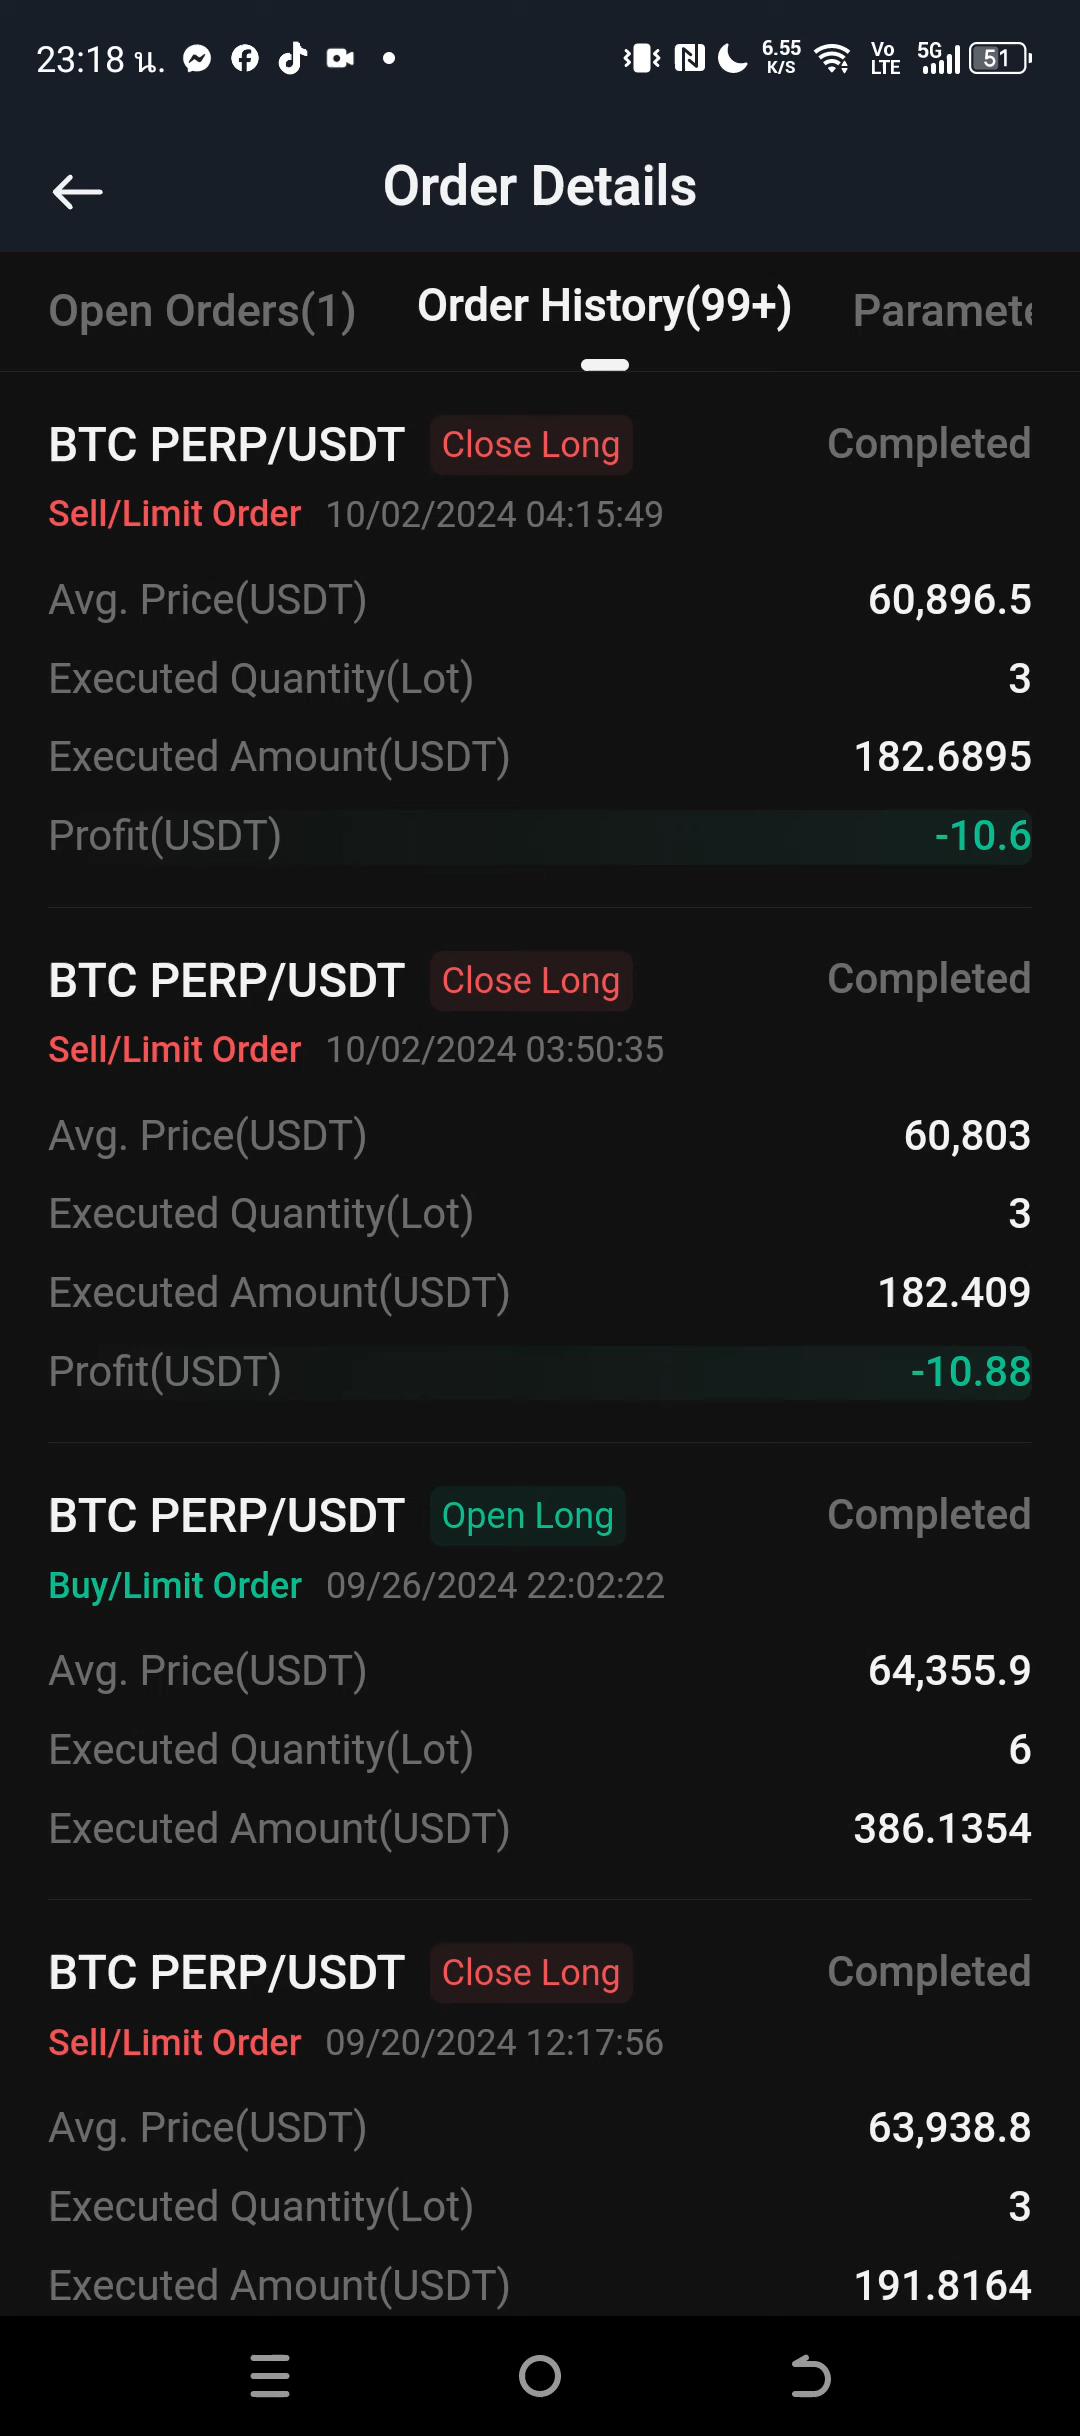 23:18 น. 6.55 K/S Vo LTE 5G 51
Order Details
Open Orders(1) Order History(99+) Paramete
BTC PERP/USDT Close Long Completed
Sell/Limit Order 10/02/2024 04:15:49
Avg. Price(USDT) 60,896.5
Executed Quantity(Lot) 3
Executed Amount(USDT) 182.6895
Profit(USDT) -10.6
BTC PERP/USDT Close Long Completed
Sell/Limit Order 10/02/2024 03:50:35
Avg. Price(USDT) 60,803
Executed Quantity(Lot) 3
Executed Amount(USDT) 182.409
Profit(USDT) -10.88
BTC PERP/USDT Open Long Completed
Buy/Limit Order 09/26/2024 22:02:22
Avg. Price(USDT) 64,355.9
Executed Quantity(Lot) 6
Executed Amount(USDT) 386.1354
BTC PERP/USDT Close Long Completed
Sell/Limit Order 09/20/2024 12:17:56
Avg. Price(USDT) 63,938.8
Executed Quantity(Lot) 3
Executed Amount(USDT) 191.8164